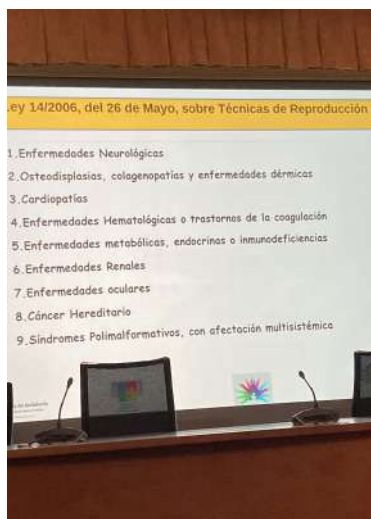 ey 14/2006, del 26 de Mayo, sobre Técnicas de Reproducción
1.Enfermedades Neurológicas
2.Osteodisplasias, colagenopatías y enfermedades dérmicas
3.Cardiopatías
4.Enfermedades Hematológicas o trastornos de la coagulación
5.Enfermedades metabólicas, endocrinas o inmunodeficiencias
6.Enfermedades Renales
7.Enfermedades oculares
8.Cáncer Hereditario
9.Síndromes Polimalformativos, con afectación multisistémica